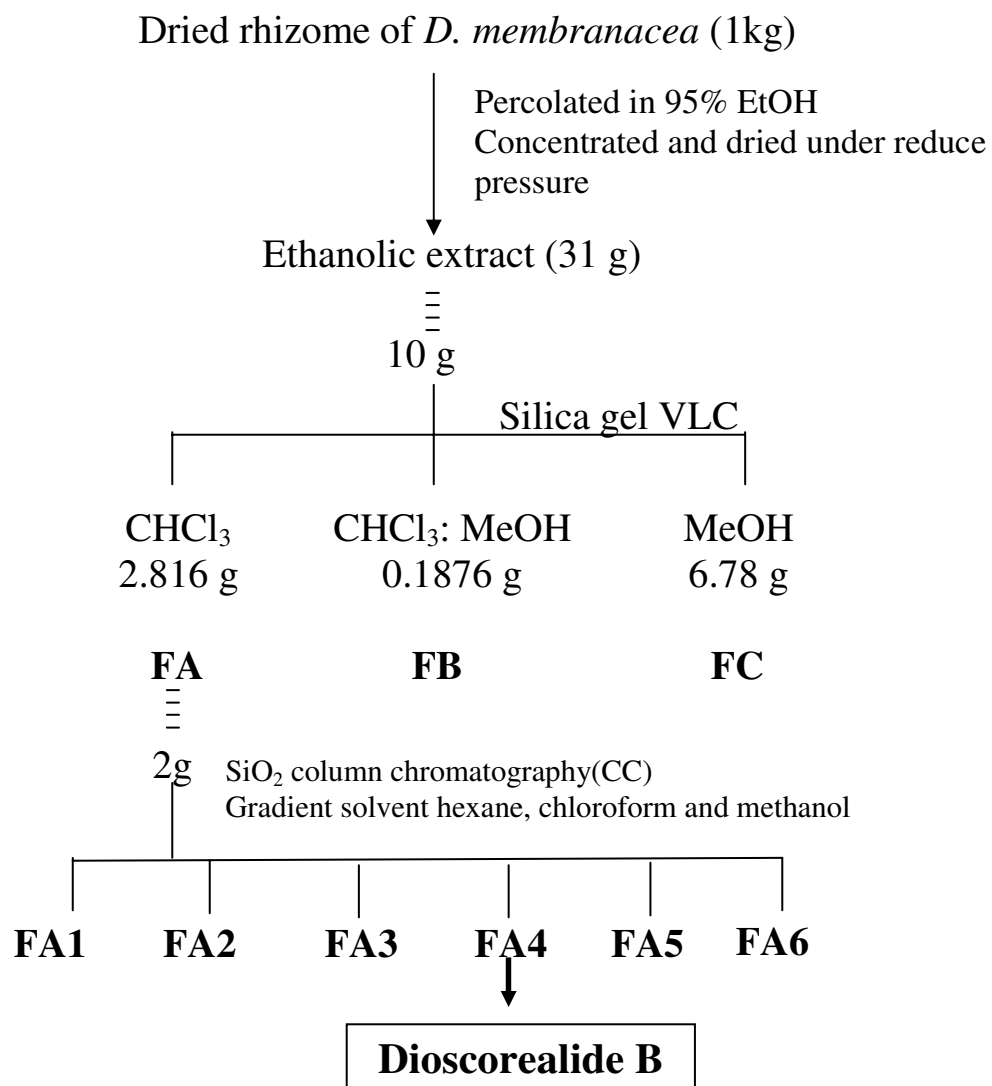 Dried rhizome of D. membranacea (1kg)
Percolated in 95% EtOH
Concentrated and dried under reduce
pressure
Ethanolic extract (31 g)
10 g
Silica gel VLC
CHCl₃ CHCl₃: MeOH MeOH
2.816 g 0.1876 g 6.78 g
FA FB FC
2g SiO₂ column chromatography(CC)
Gradient solvent hexane, chloroform and methanol
FA1 FA2 FA3 FA4 FA5 FA6
Dioscorealide B